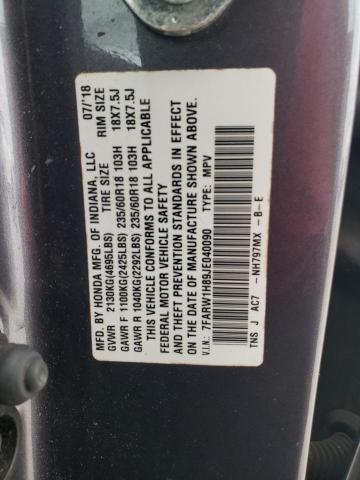 MFD. BY HONDA MFG. OF INDIANA, LLC 07/'18
TIRE SIZE RIM SIZE
GVWR 2130KG(4695LBS)
GAWR F 1100KG(2425LBS) 235/60R18 103H 18X7.5J
GAWR R 1040KG(2292LBS) 235/60R18 103H 18X7.5J
THIS VEHICLE CONFORMS TO ALL APPLICABLE
FEDERAL MOTOR VEHICLE SAFETY
AND THEFT PREVENTION STANDARDS IN EFFECT
ON THE DATE OF MANUFACTURE SHOWN ABOVE.
V.I.N.: 7FARW1H89JE040090 TYPE: MPV
TNS J AC7 -NH797MX -B-E